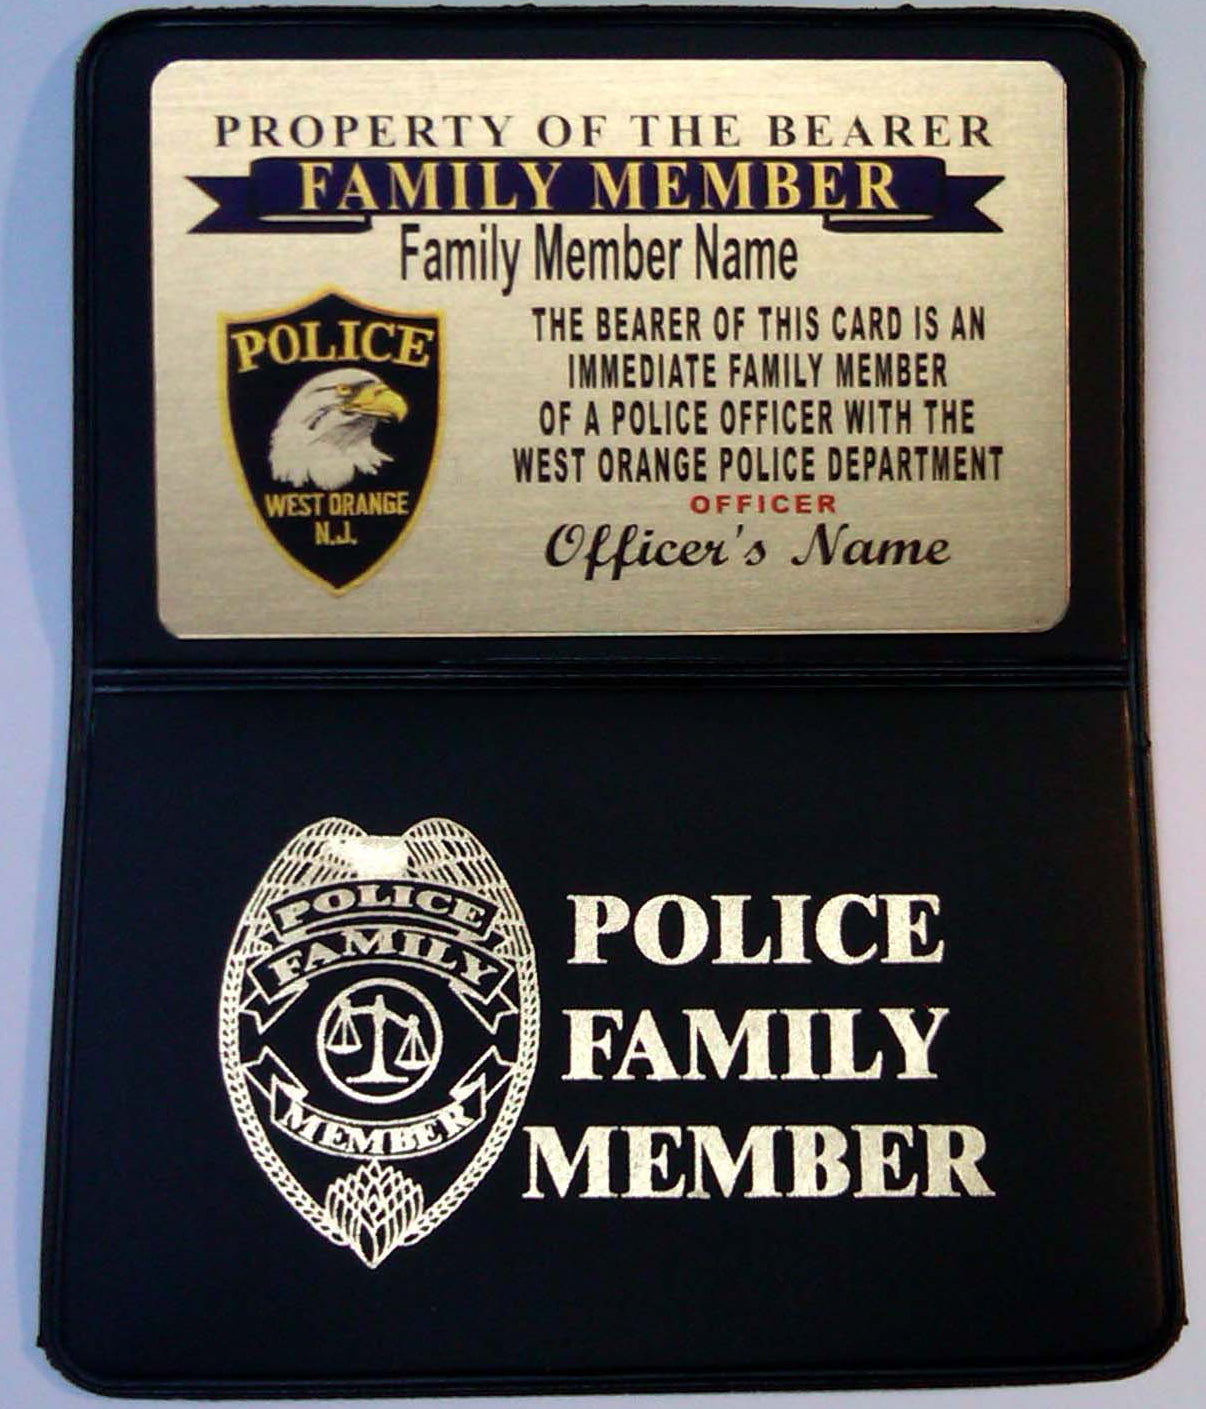 PROPERTY OF THE BEARER
FAMILY MEMBER
Family Member Name
POLICE
WEST ORANGE
N.J.
THE BEARER OF THIS CARD IS AN
IMMEDIATE FAMILY MEMBER
OF A POLICE OFFICER WITH THE
WEST ORANGE POLICE DEPARTMENT
OFFICER
Officer's Name
POLICE
FAMILY
MEMBER
POLICE
FAMILY
MEMBER